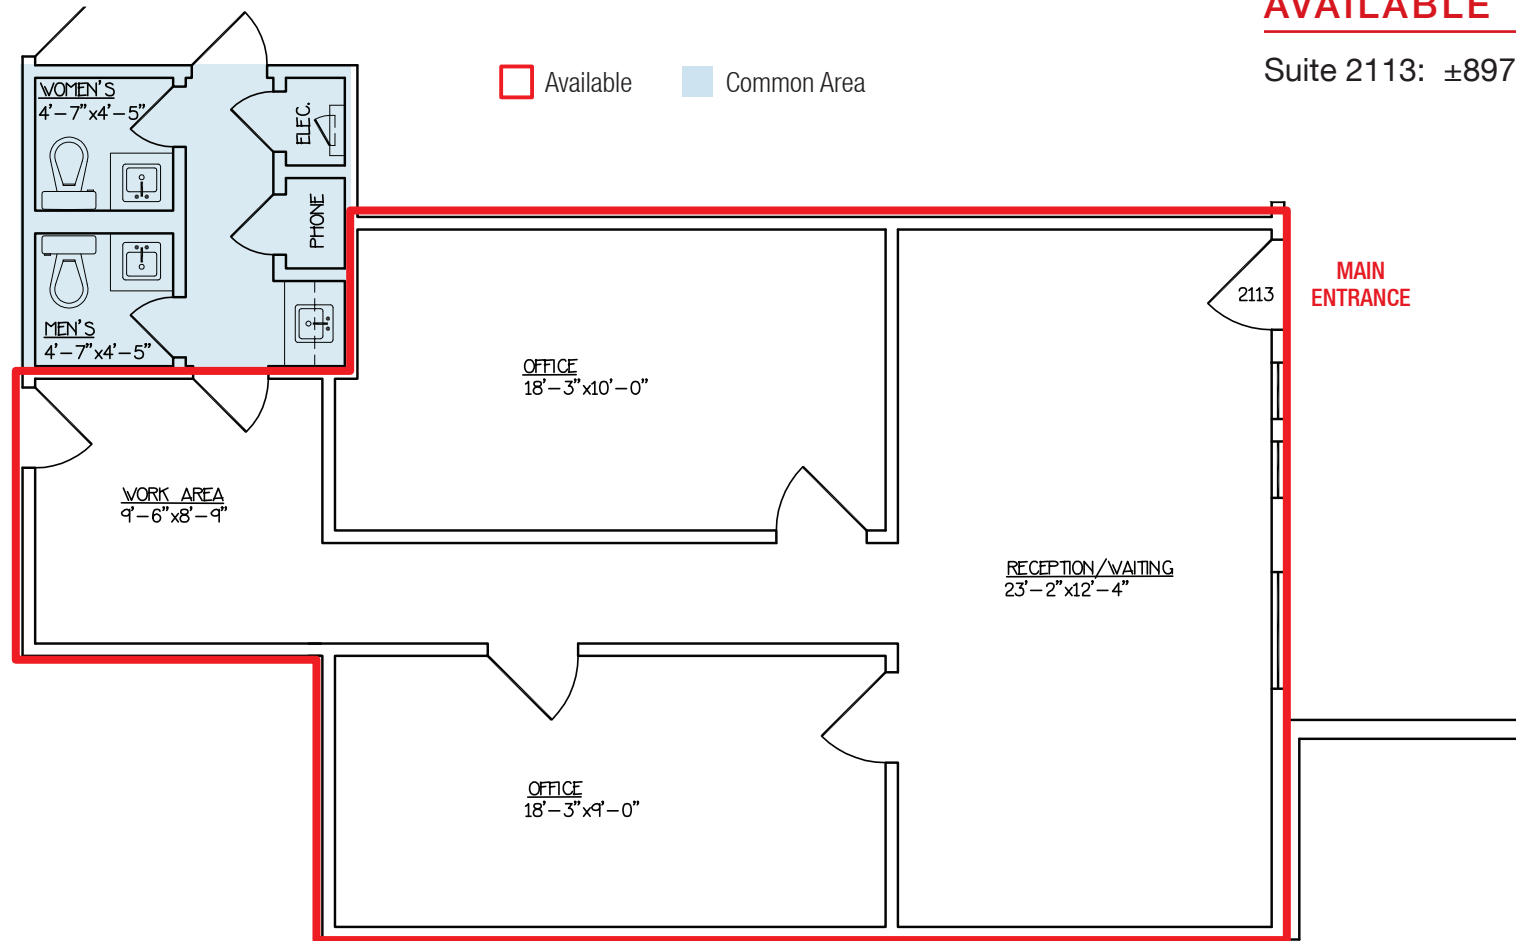 AVAILABLE
Suite 2113: ±897
Available
Common Area
WOMEN'S
4'-7"x4'-5"
ELEC.
PHONE
MEN'S
4'-7"x4'-5"
MAIN
ENTRANCE
2113
OFFICE
18'-3"x10'-0"
WORK AREA
9'-6"x8'-9"
RECEPTION/WAITING
23'-2"x12'-4"
OFFICE
18'-3"x9'-0"